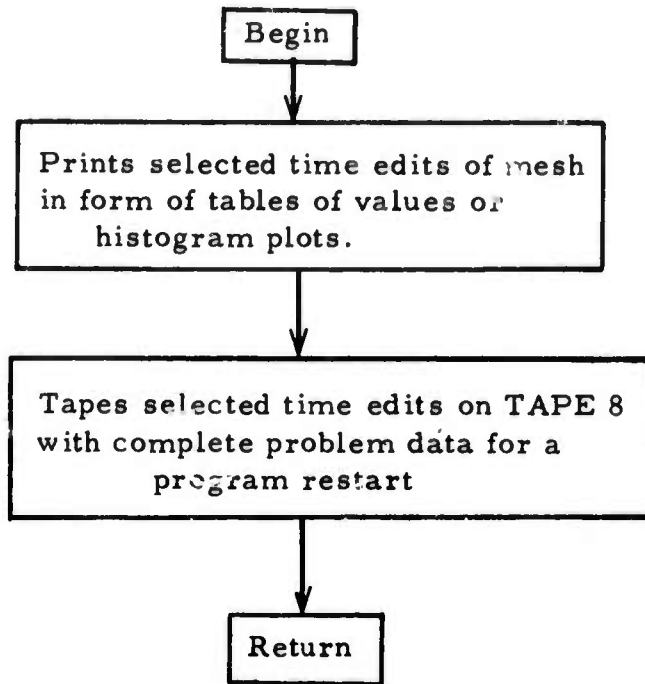 Begin
Prints selected time edits of mesh
in form of tables of values or
histogram plots.
Tapes selected time edits on TAPE 8
with complete problem data for a
program restart
Return